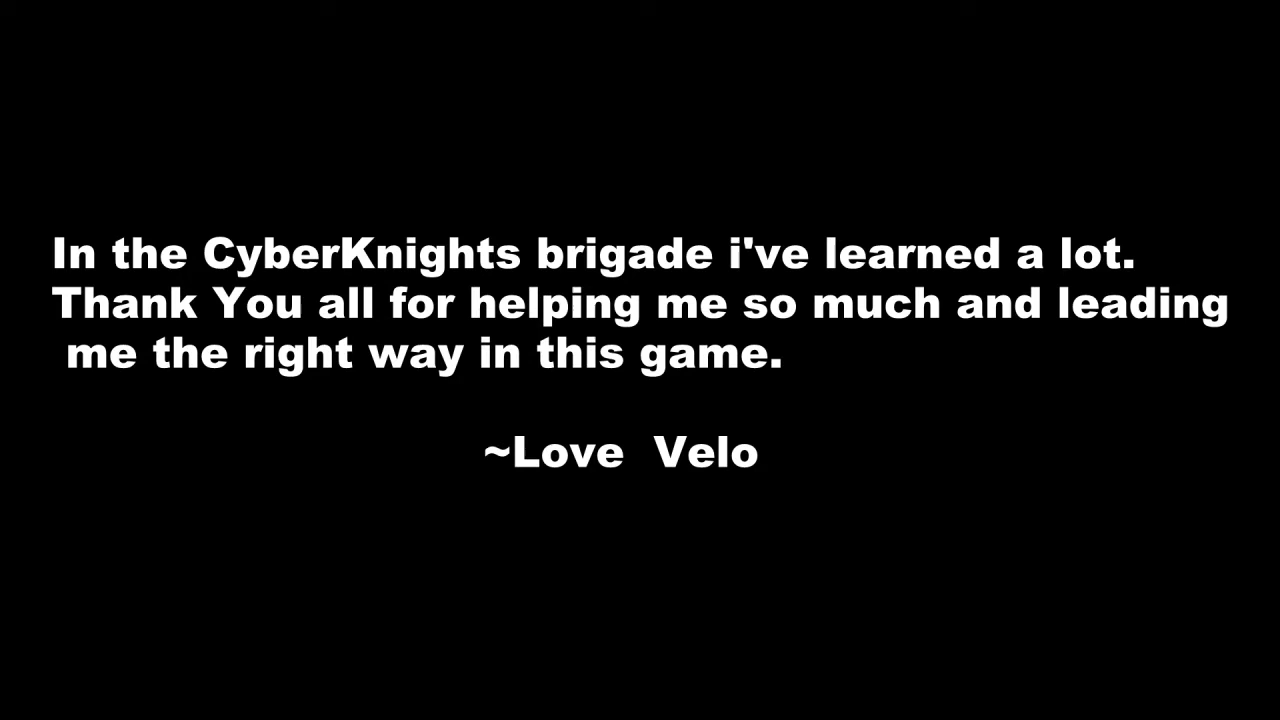 In the CyberKnights brigade i've learned a lot.
Thank You all for helping me so much and leading
me the right way in this game.
~Love  Velo